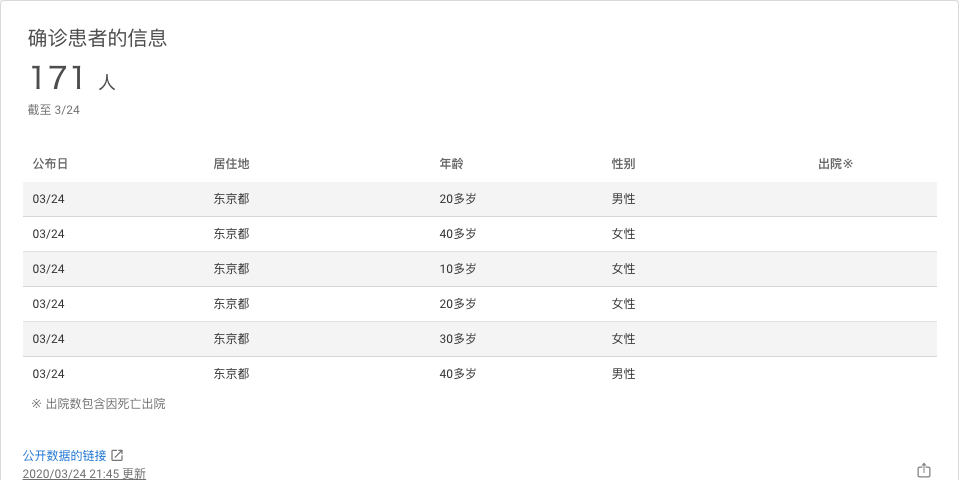 确诊患者的信息
171 人
截至 3/24
公布日 居住地 年龄 性别 出院※
03/24 东京都 20多岁 男性
03/24 东京都 40多岁 女性
03/24 东京都 10多岁 女性
03/24 东京都 20多岁 女性
03/24 东京都 30多岁 女性
03/24 东京都 40多岁 男性
※ 出院数包含因死亡出院
公开数据的链接
2020/03/24 21:45 更新